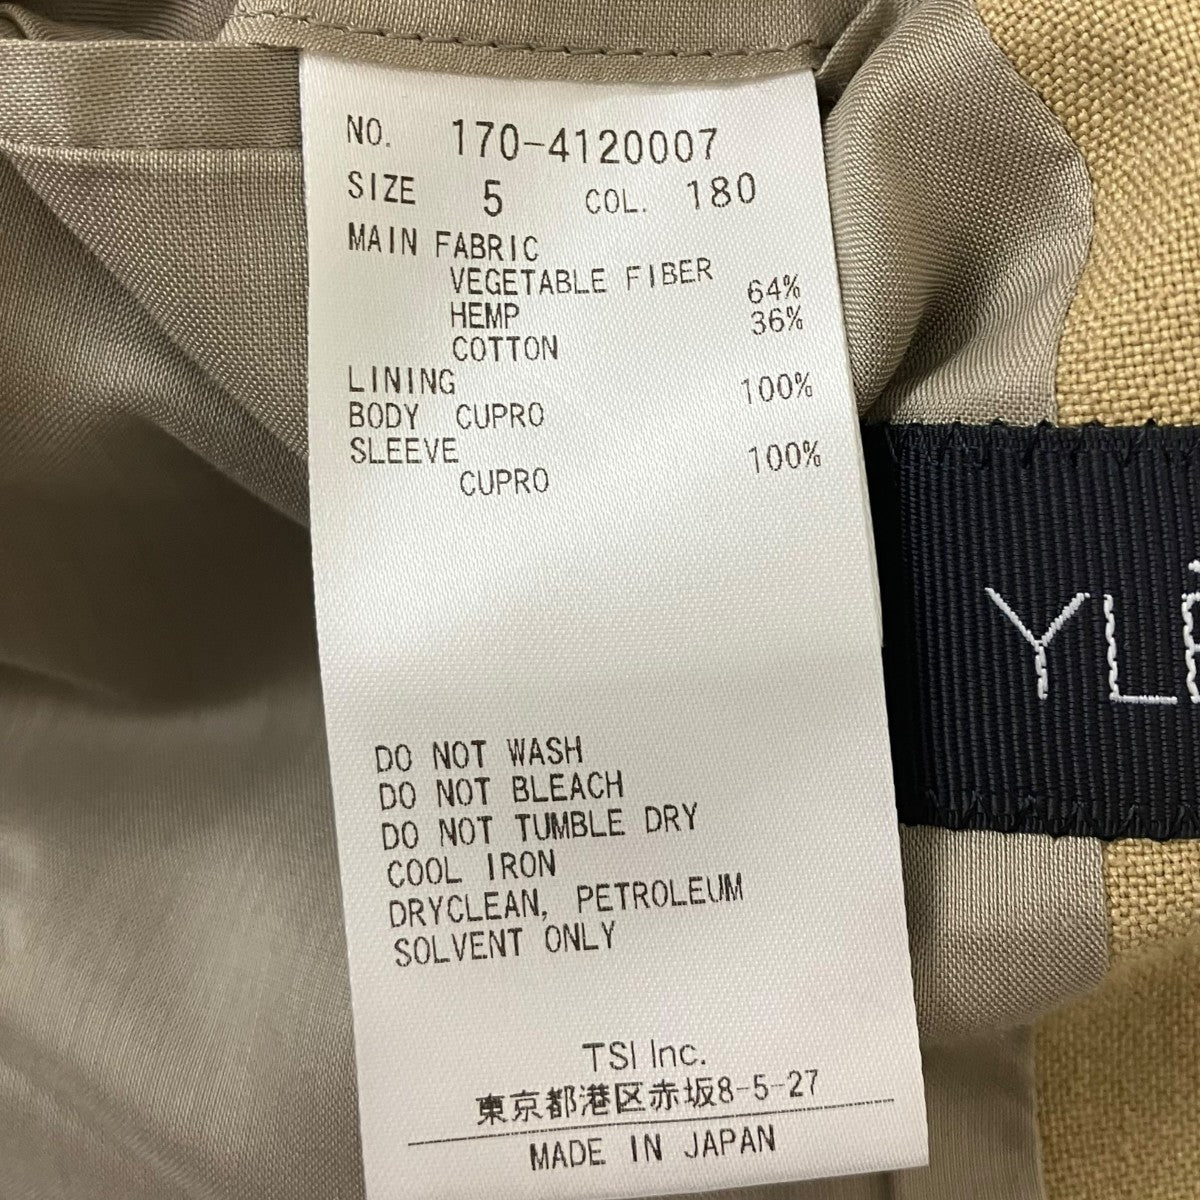 NO. 170-4120007
SIZE 5 COL. 180
MAIN FABRIC
VEGETABLE FIBER
HEMP 64%
COTTON 36%
LINING
BODY CUPRO 100%
SLEEVE
CUPRO 100%
DO NOT WASH
DO NOT BLEACH
DO NOT TUMBLE DRY
COOL IRON
DRYCLEAN, PETROLEUM
SOLVENT ONLY
TSI Inc.
東京都港区赤坂8-5-27
MADE IN JAPAN
YL